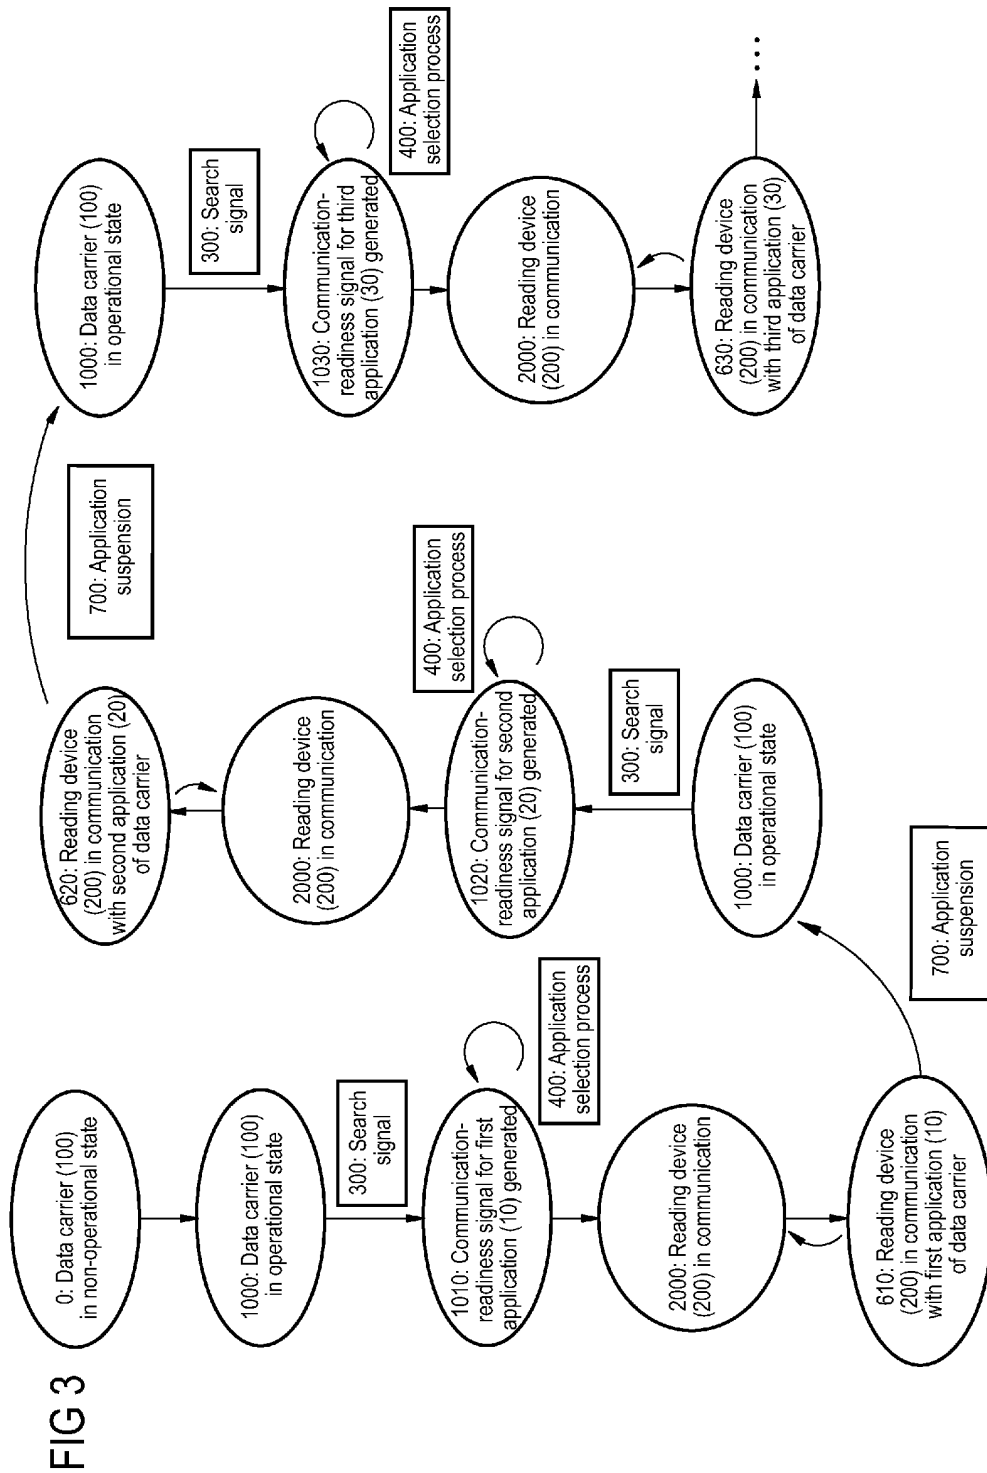 FIG 3
0: Data carrier (100)
in non-operational state
1000: Data carrier (100)
in operational state
300: Search
signal
1010: Communication-
readiness signal for first
application (10) generated
400: Application
selection process
2000: Reading device
(200) in communication
610: Reading device
(200) in communication
with first application (10)
of data carrier
700: Application
suspension
1000: Data carrier (100)
in operational state
300: Search
signal
1020: Communication-
readiness signal for second
application (20) generated
400: Application
selection process
2000: Reading device
(200) in communication
620: Reading device
(200) in communication
with second application (20)
of data carrier
700: Application
suspension
1000: Data carrier (100)
in operational state
300: Search
signal
1030: Communication-
readiness signal for third
application (30) generated
400: Application
selection process
2000: Reading device
(200) in communication
630: Reading device
(200) in communication
with third application (30)
of data carrier
...